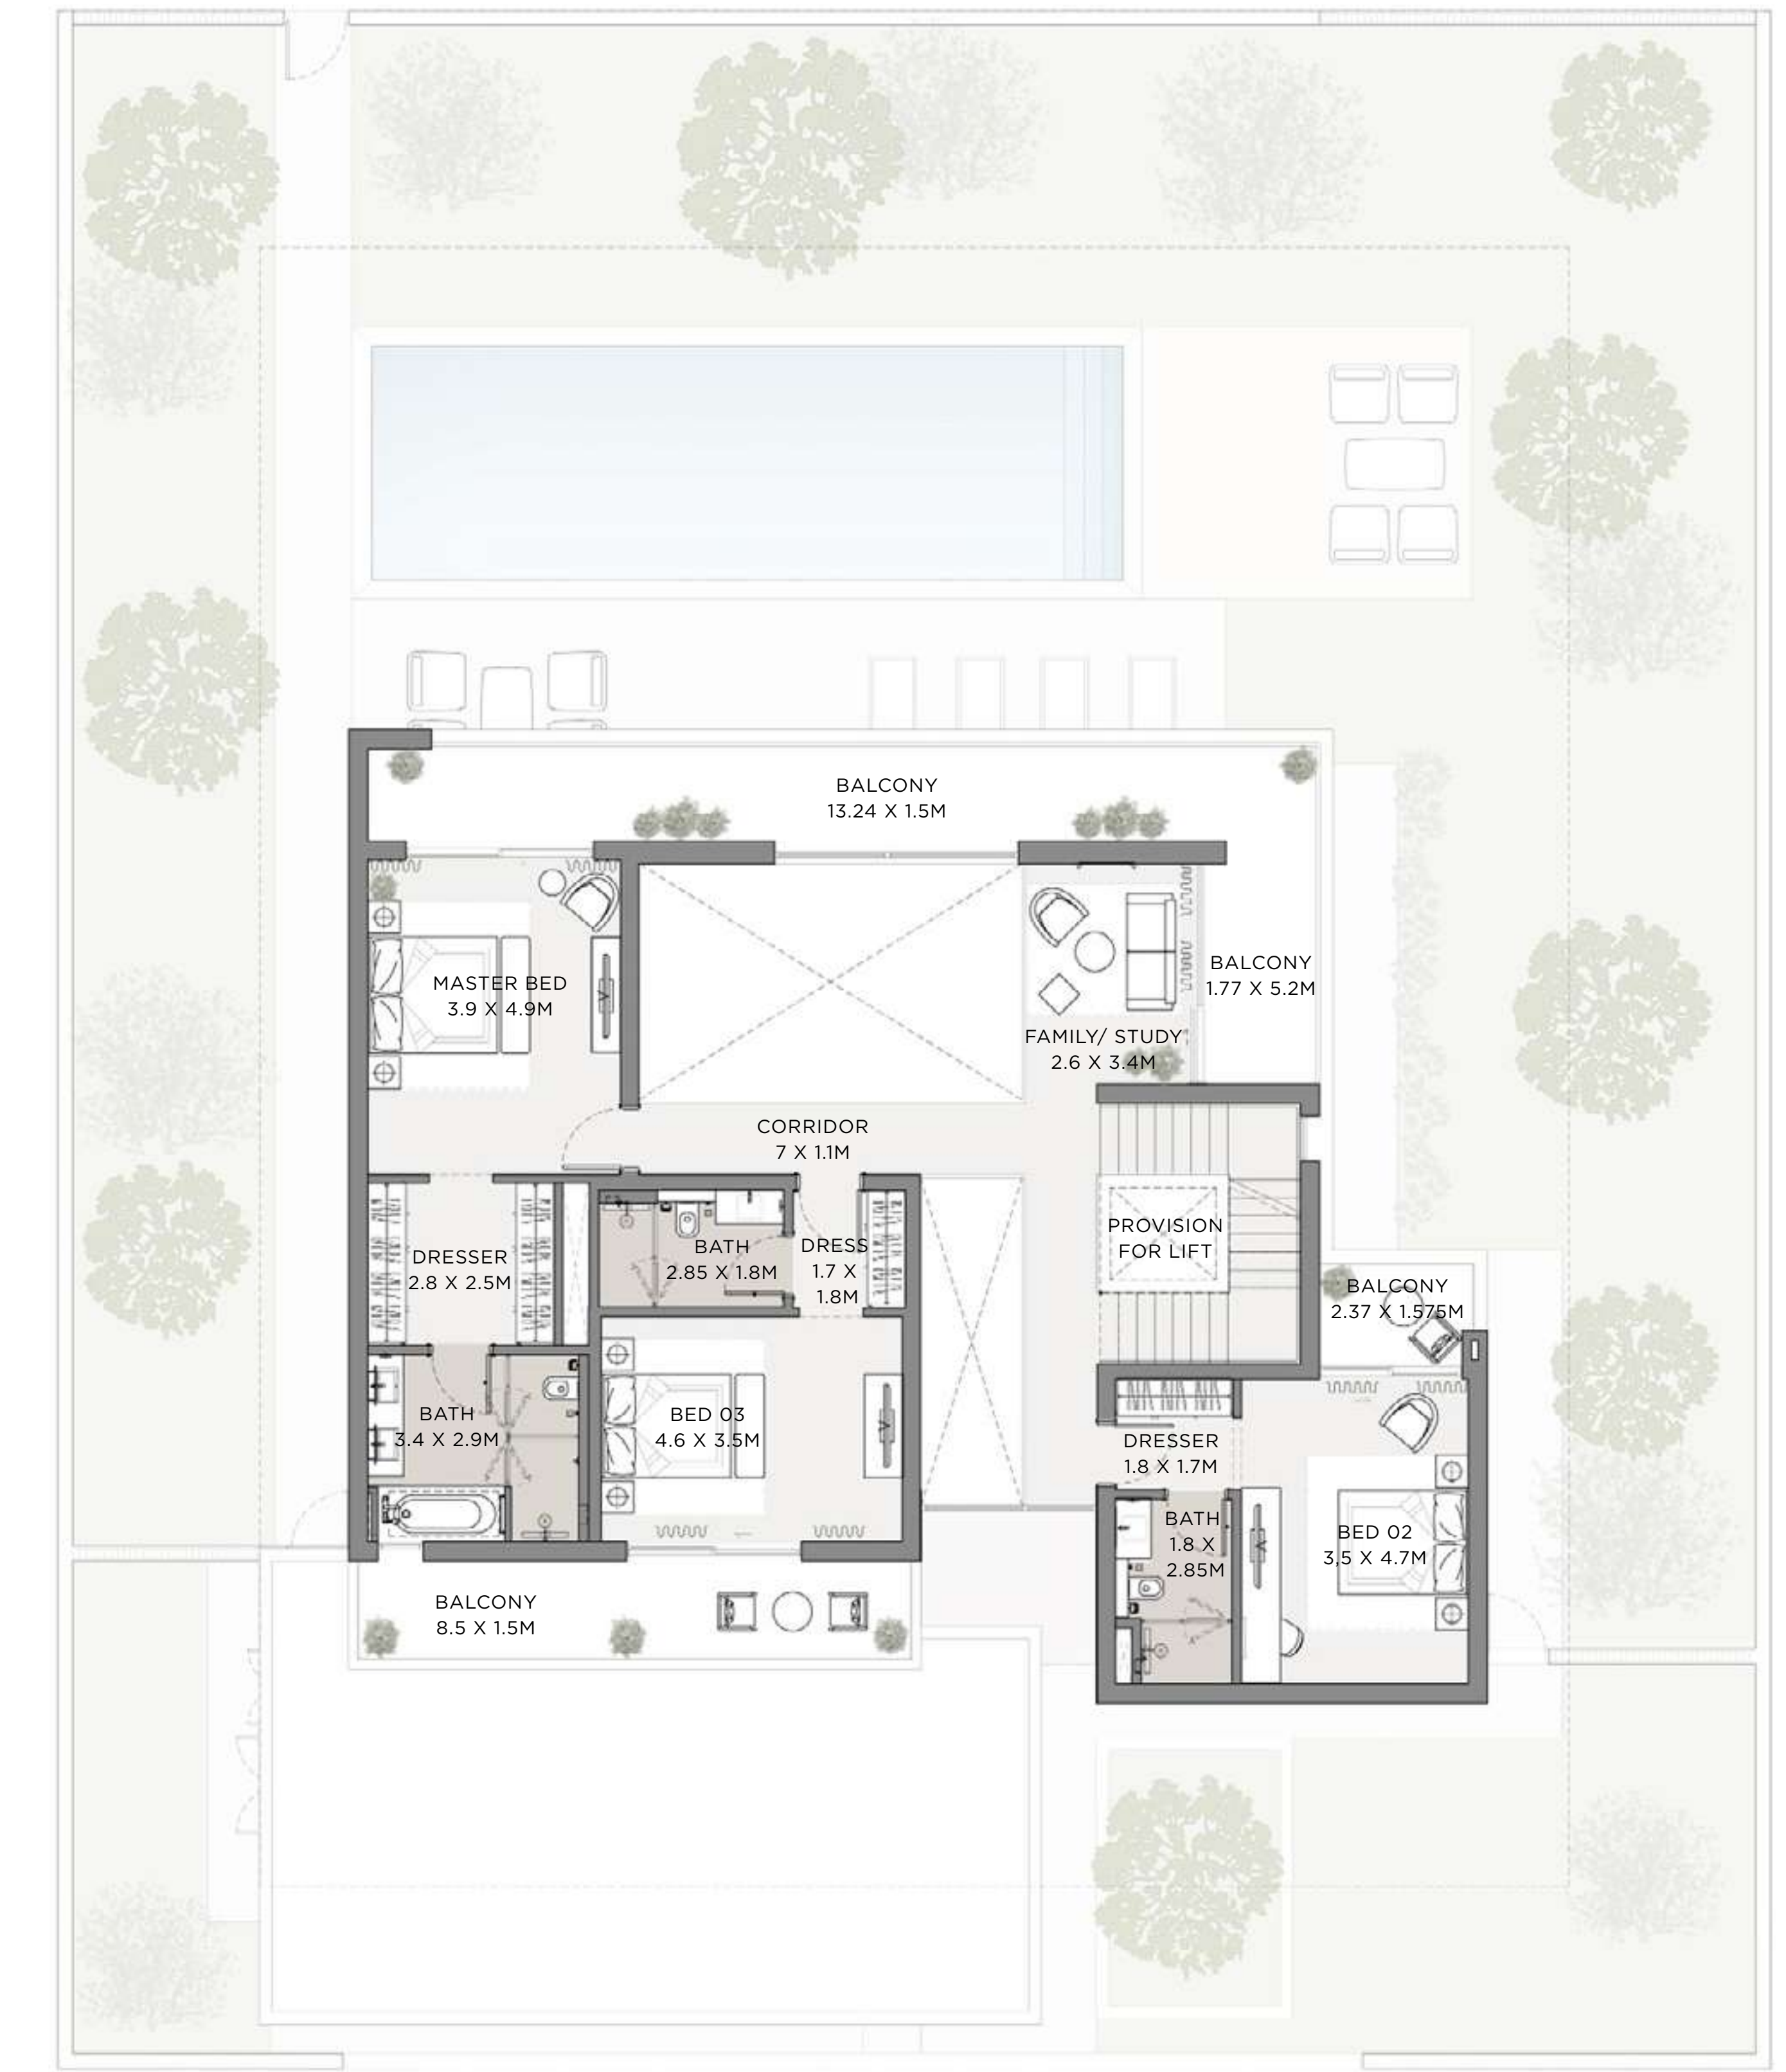 BALCONY
13.24 X 1.5M
MASTER BED
3.9 X 4.9M
BALCONY
1.77 X 5.2M
FAMILY/ STUDY
2.6 X 3.4M
CORRIDOR
7 X 1.1M
PROVISION
FOR LIFT
DRESSER
2.8 X 2.5M
BATH
2.85 X 1.8M
DRESS
1.7 X
1.8M
BALCONY
2.37 X 1.575M
BATH
3.4 X 2.9M
BED 03
4.6 X 3.5M
DRESSER
1.8 X 1.7M
BATH
1.8 X
2.85M
BED 02
3,5 X 4.7M
BALCONY
8.5 X 1.5M